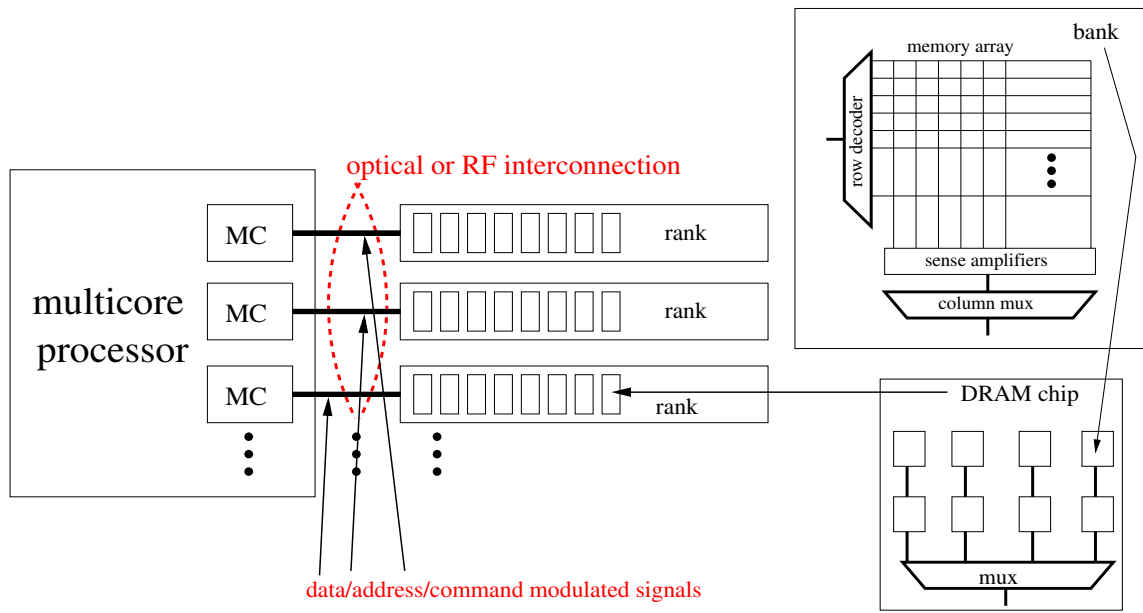 bank
memory array
row decoder
sense amplifiers
column mux
optical or RF interconnection
multicore
processor
MC
rank
MC
rank
MC
rank
DRAM chip
mux
data/address/command modulated signals